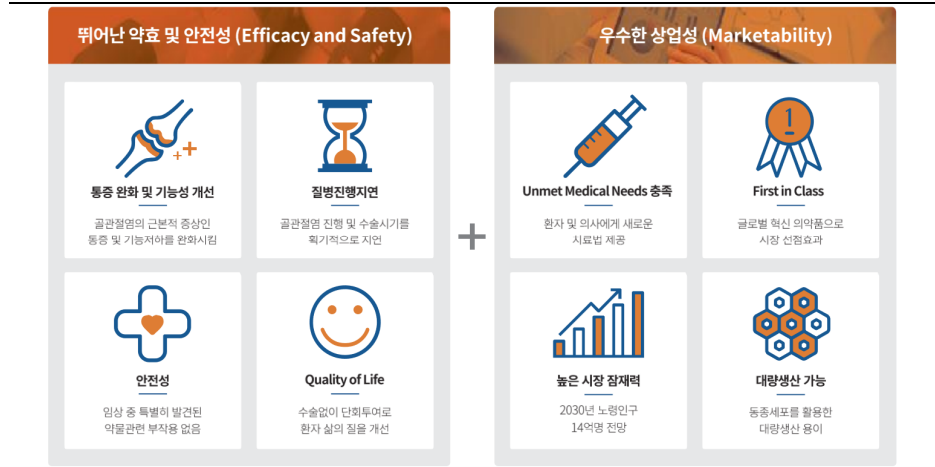 뛰어난 약효 및 안전성 (Efficacy and Safety)
통증 완화 및 기능성 개선
골관절염의 근본적 증상인
통증 및 기능저하를 완화시킴
질병진행지연
골관절염 진행 및 수술시기를
획기적으로 지언
안전성
임상 중 특별히 발견된
약물관련 부작용 없음
Quality of Life
수술없이 단회투여로
환자 삶의 질을 개선
+
우수한 상업성 (Marketability)
Unmet Medical Needs 충족
환자 및 의사에게 새로운
시료법 제공
1
First in Class
글로벌 혁신 의약품으로
시장 선점효과
높은 시장 잠재력
2030년 노령인구
14억명 전망
대량생산 가능
동종세포를 활용한
대량생산 용이